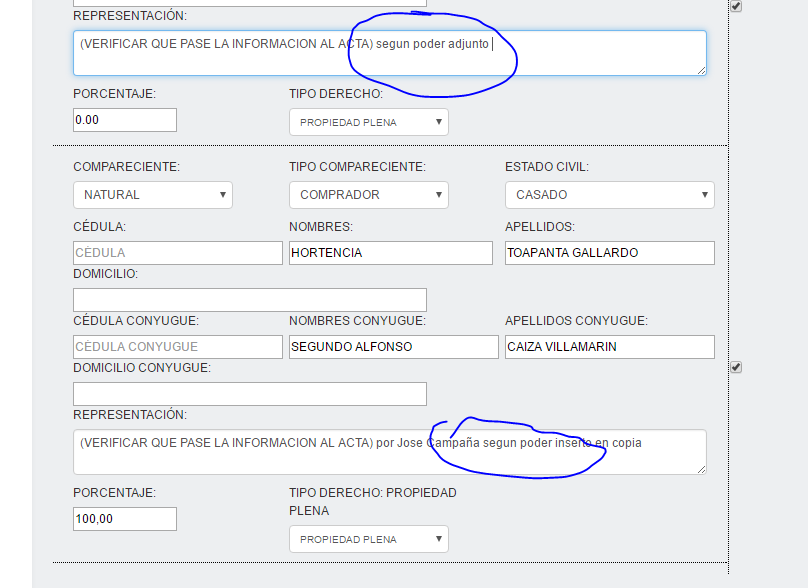 REPRESENTACIÓN:
(VERIFICAR QUE PASE LA INFORMACION AL ACTA) segun poder adjunto
PORCENTAJE: TIPO DERECHO:
0.00 PROPIEDAD PLENA
COMPARECIENTE: TIPO COMPARECIENTE: ESTADO CIVIL:
NATURAL COMPRADOR CASADO
CÉDULA: NOMBRES: APELLIDOS:
CÉDULA HORTENCIA TOAPANTA GALLARDO
DOMICILIO:
CÉDULA CONYUGUE: NOMBRES CONYUGUE: APELLIDOS CONYUGUE:
CÉDULA CONYUGUE SEGUNDO ALFONSO CAIZA VILLAMARIN
DOMICILIO CONYUGUE:
REPRESENTACIÓN:
(VERIFICAR QUE PASE LA INFORMACION AL ACTA) por Jose Campaña segun poder inserto en copia
PORCENTAJE: TIPO DERECHO: PROPIEDAD
PLENA
100,00 PROPIEDAD PLENA